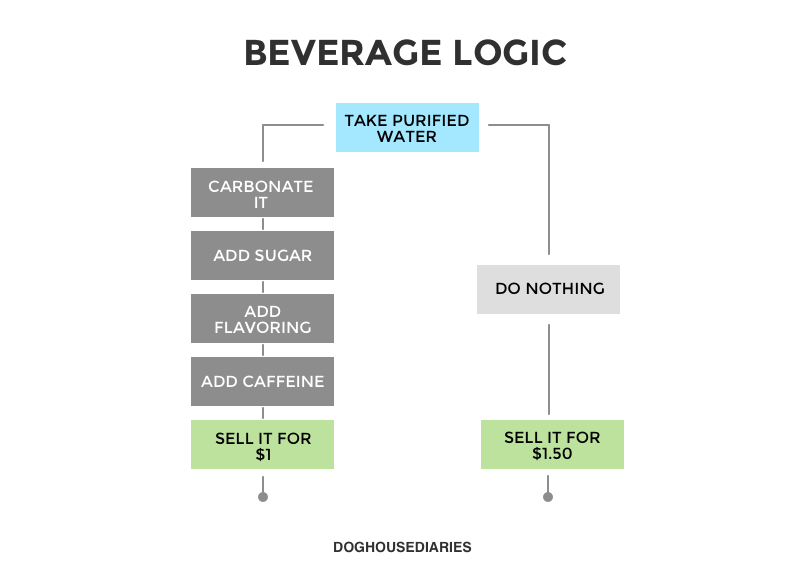 BEVERAGE LOGIC
TAKE PURIFIED
WATER
CARBONATE
IT
ADD SUGAR
ADD
FLAVORING
ADD CAFFEINE
SELL IT FOR
$1
DO NOTHING
SELL IT FOR
$1.50
DOGHOUSEDIARIES